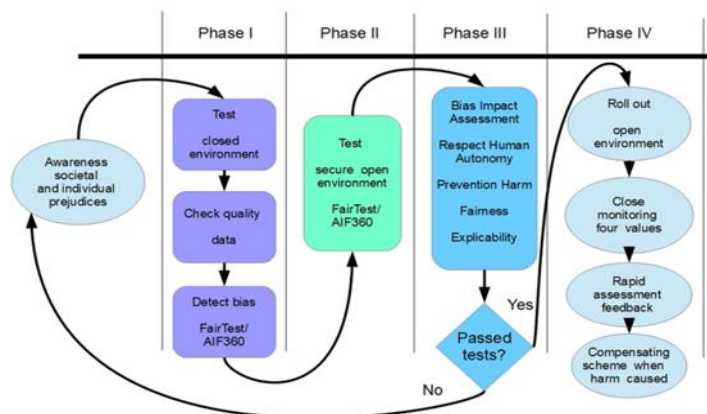 Phase I
Phase II
Phase III
Phase IV
Awareness
societal
and individual
prejudices
Test
closed
environment
Check quality
data
Detect bias
FairTest/
AIF360
Test
secure open
environment
FairTest/
AIF360
Bias Impact
Assessment
Respect Human
Autonomy
Prevention Harm
Fairness
Explicability
Passed
tests?
Yes
No
Roll out
open
environment
Close
monitoring
four values
Rapid
assessment
feedback
Compensating
scheme when
harm caused